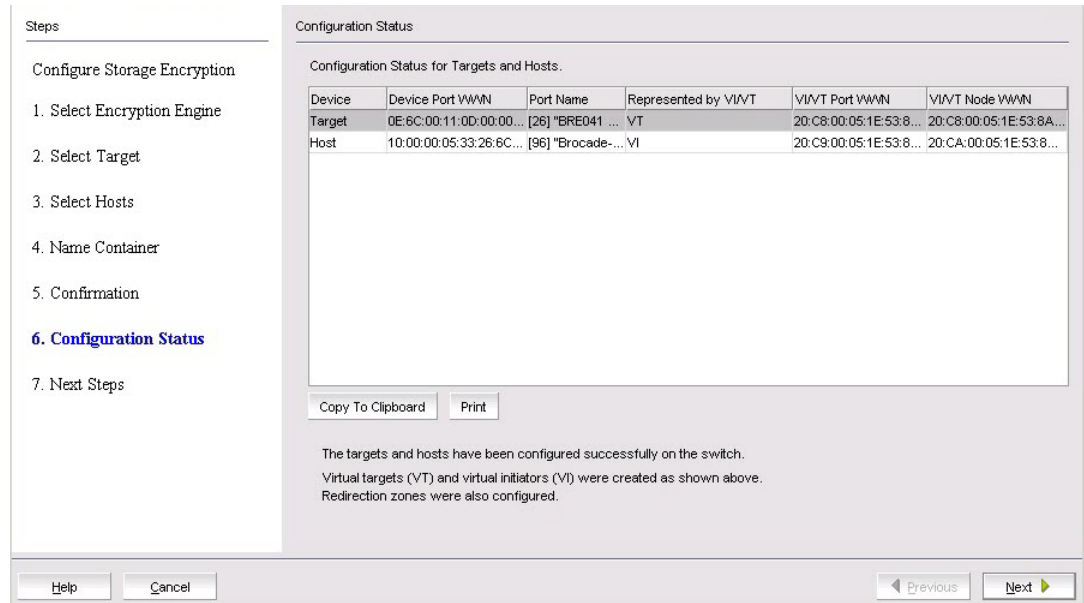 Steps
Configure Storage Encryption
1. Select Encryption Engine
2. Select Target
3. Select Hosts
4. Name Container
5. Confirmation
6. Configuration Status
7. Next Steps
Configuration Status
Configuration Status for Targets and Hosts.
Device Device Port WWN Port Name Represented by VI/VT VI/VT Port WWN VI/VT Node WWN
Target 0E:6C:00:11:0D:00:00... [26] "BRE041 ... VT 20:C8:00:05:1E:53:8... 20:C8:00:05:1E:53:8A...
Host 10:00:00:05:33:26:6C... [96] "Brocade-... VI 20:C9:00:05:1E:53:8... 20:CA:00:05:1E:53:8...
Copy To Clipboard Print
The targets and hosts have been configured successfully on the switch.
Virtual targets (VT) and virtual initiators (VI) were created as shown above.
Redirection zones were also configured.
Help Cancel Previous Next